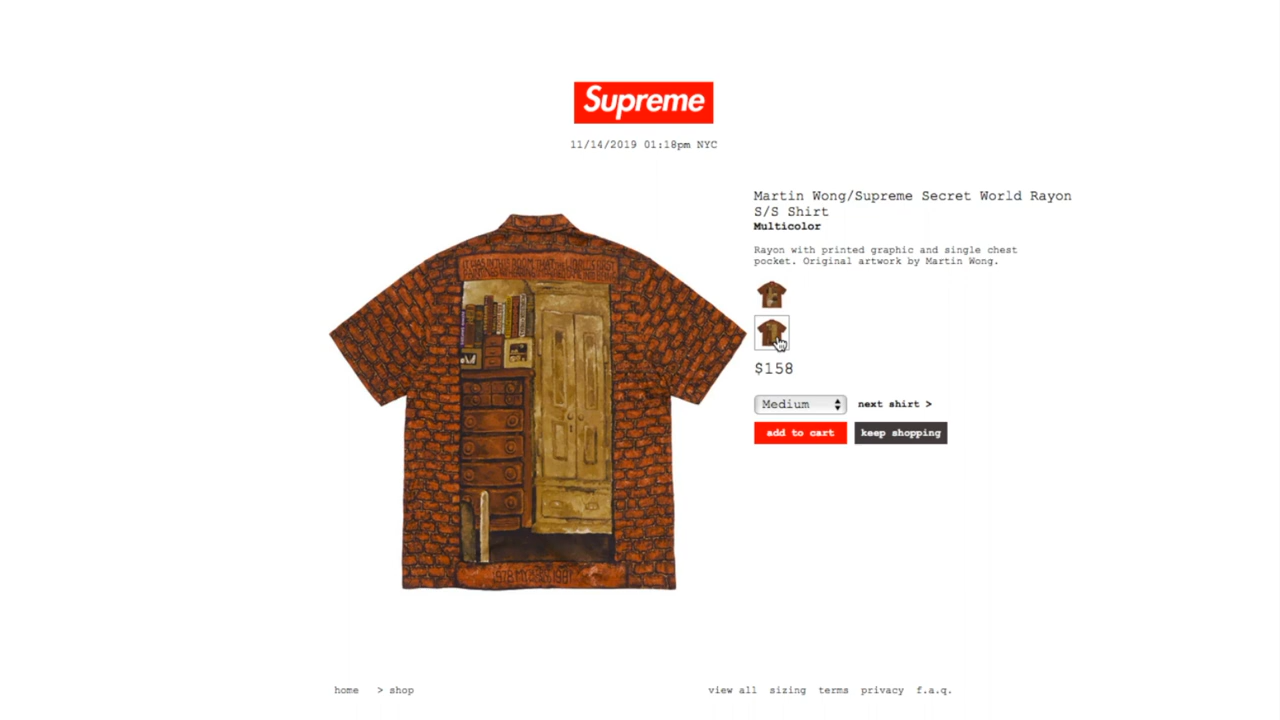 Supreme
11/14/2019 01:18pm NYC
Martin Wong/Supreme Secret World Rayon
S/S Shirt
Multicolor
Rayon with printed graphic and single chest
pocket. Original artwork by Martin Wong.
$158
Medium
next shirt >
add to cart
keep shopping
home > shop
view all sizing terms privacy f.a.q.